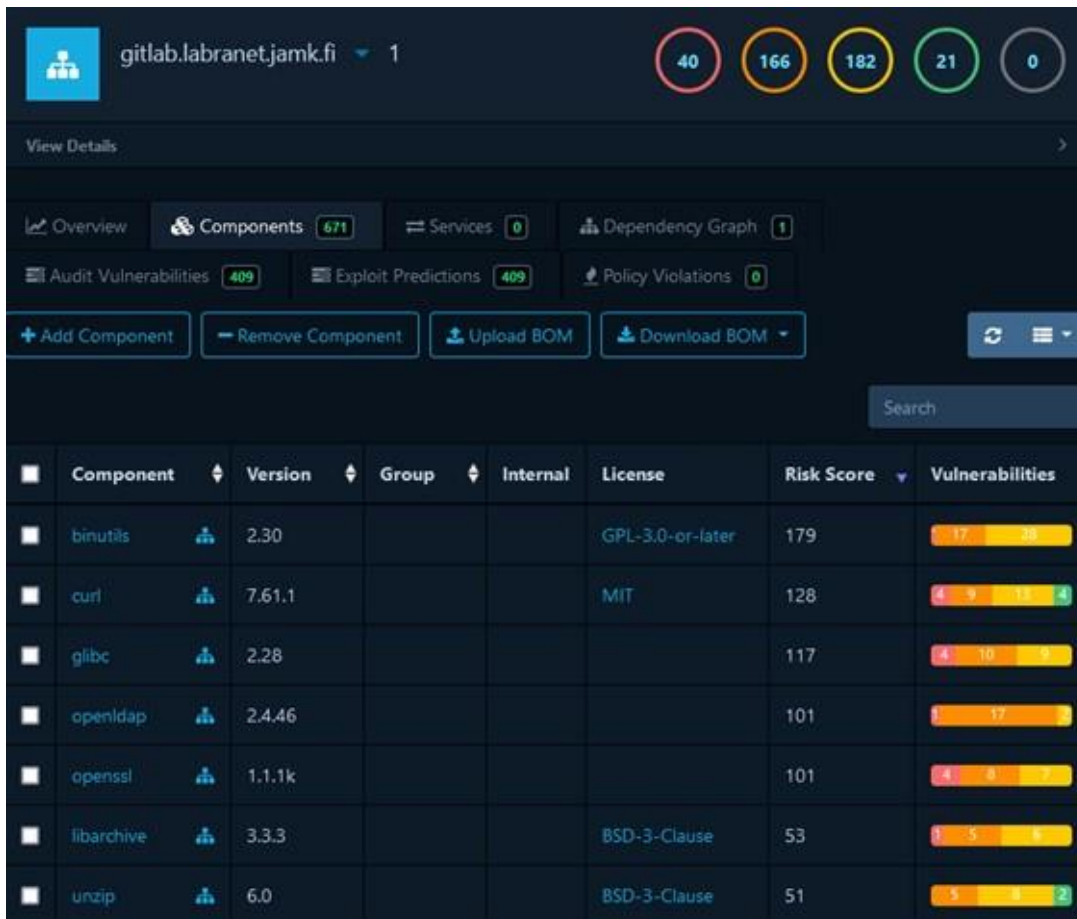 gitlab.labranet.jamk.fi 1 40 166 182 21 0
View Details
Overview Components 671 Services 0 Dependency Graph 1
Audit Vulnerabilities 409 Exploit Predictions 409 Policy Violations 0
Add Component Remove Component Upload BOM Download BOM
Search
Component Version Group Internal License Risk Score Vulnerabilities
binutils 2.30 GPL-3.0-or-later 179 17 38
curl 7.61.1 MIT 128 4 9 13 4
glibc 2.28 117 4 10 9
openldap 2.4.46 101 1 17 2
openssl 1.1.1k 101 4 8 7
libarchive 3.3.3 BSD-3-Clause 53 1 5 6
unzip 6.0 BSD-3-Clause 51 5 8 2